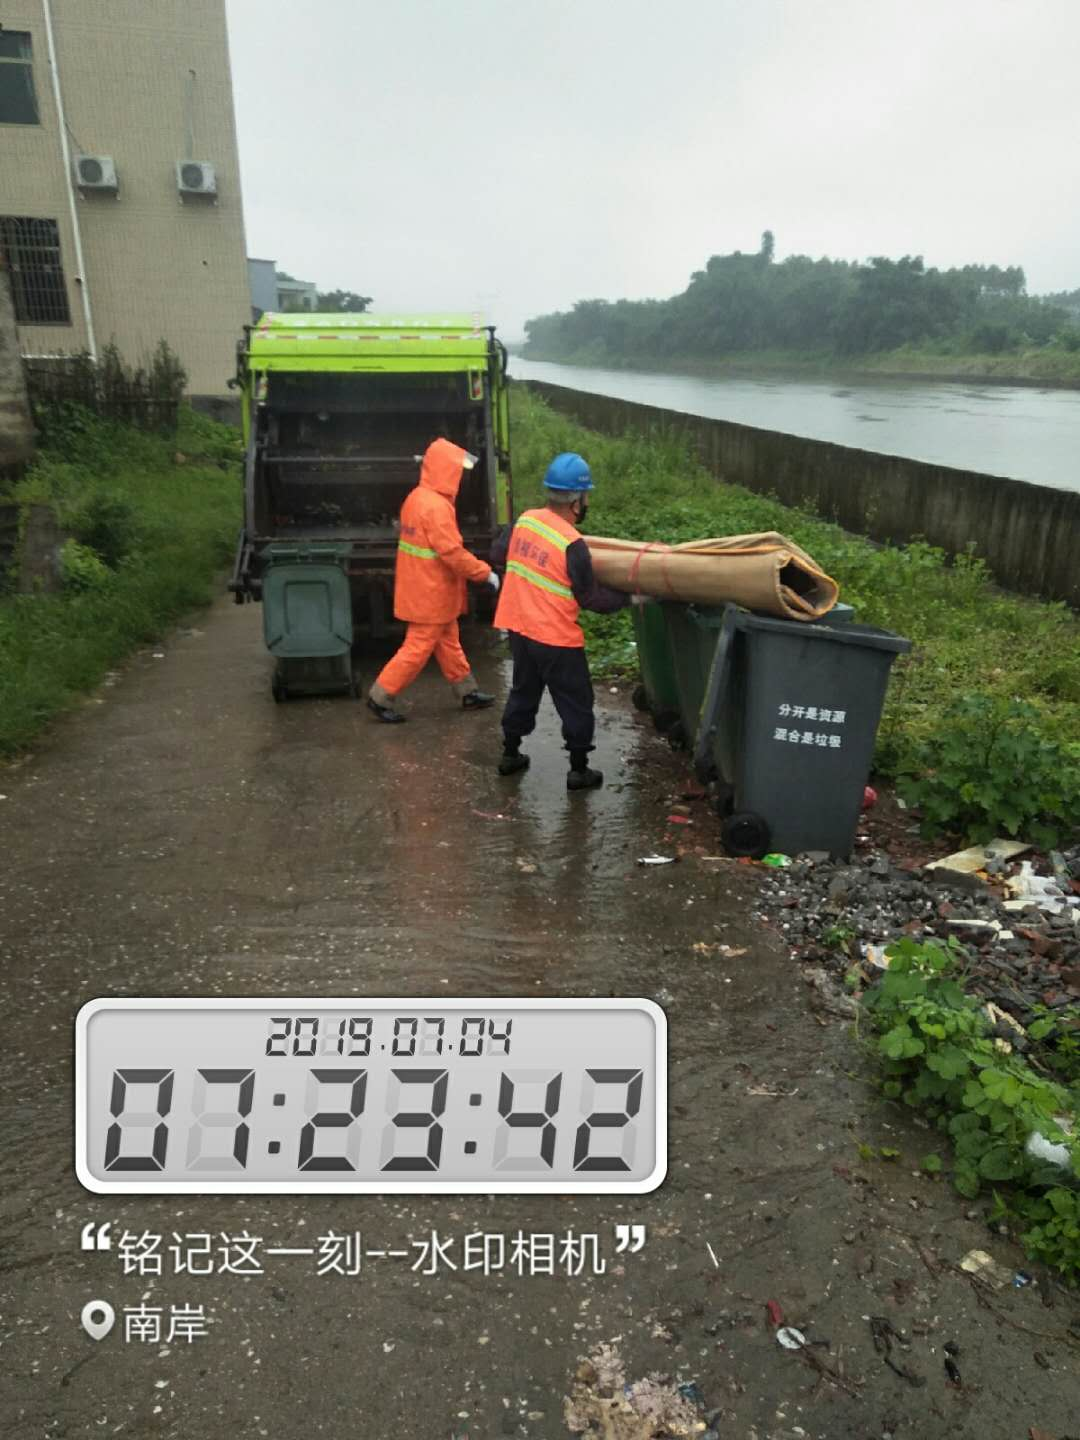 分开是资源
混合是垃圾
2019.07.04
07:23:42
“铭记这一刻--水印相机”
南岸